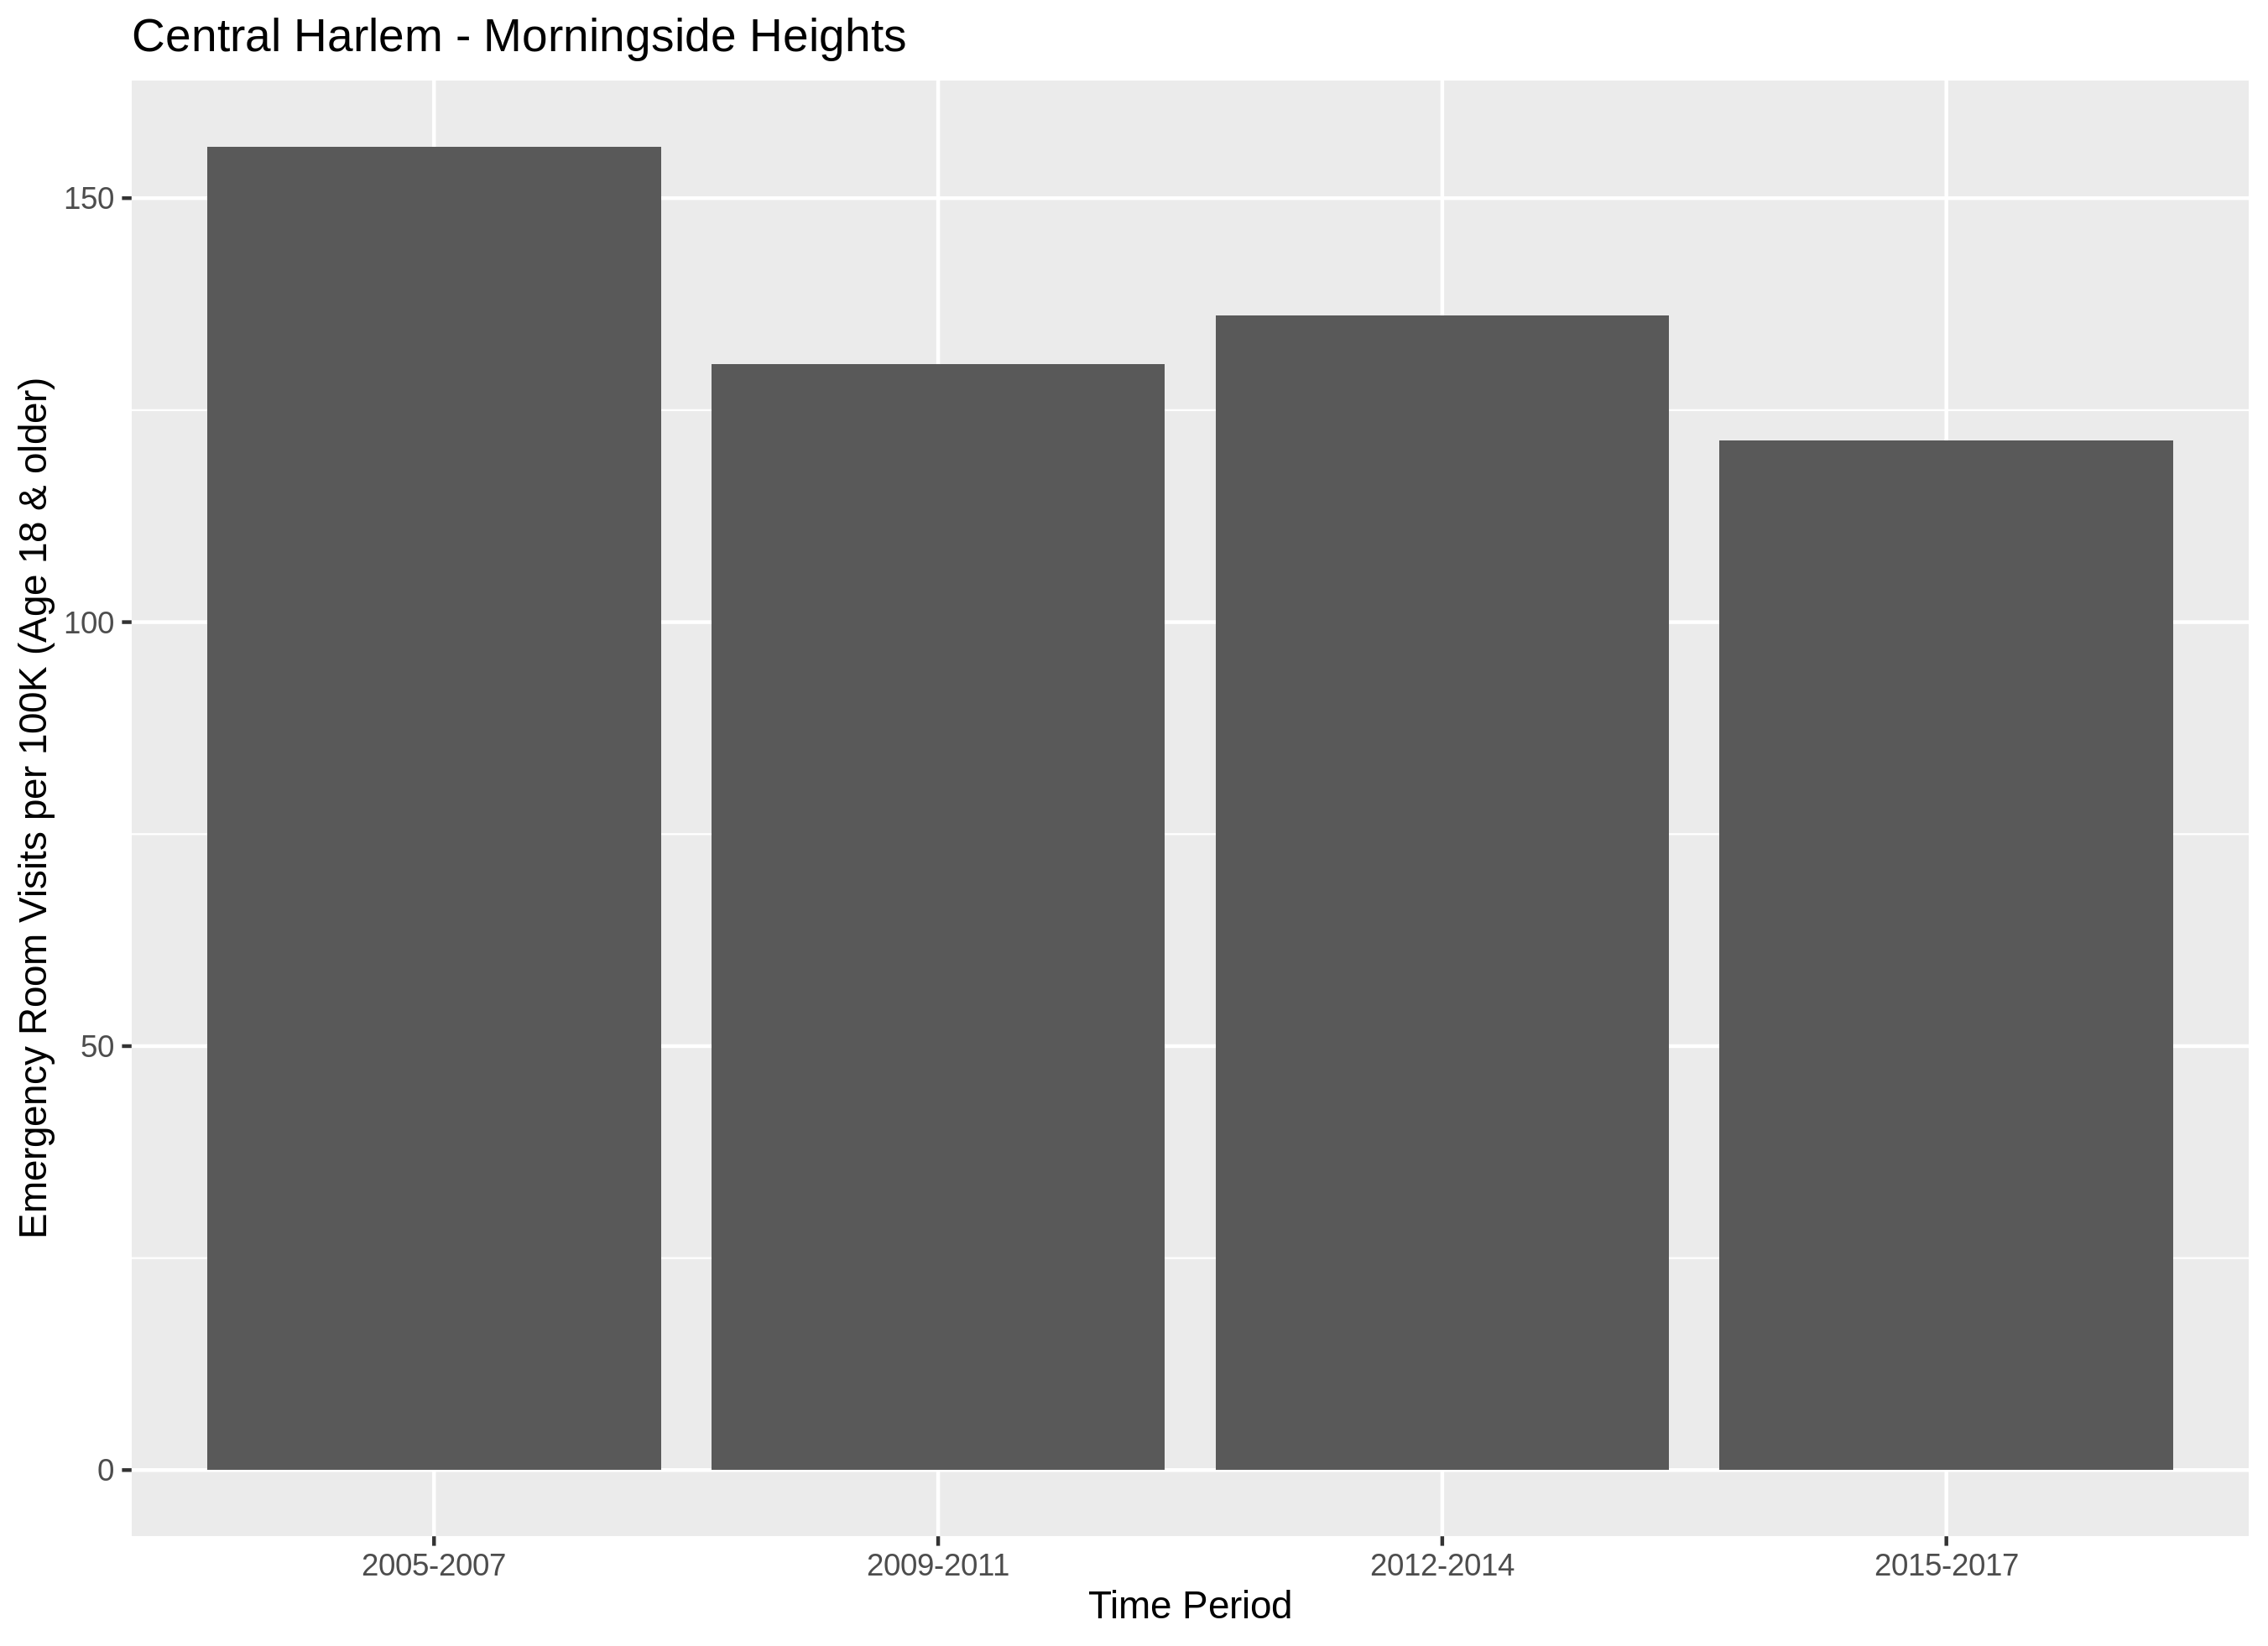 Central Harlem - Morningside Heights
Emergency Room Visits per 100K (Age 18 & older)
150
100
50
0
2005-2007
2009-2011
2012-2014
2015-2017
Time Period